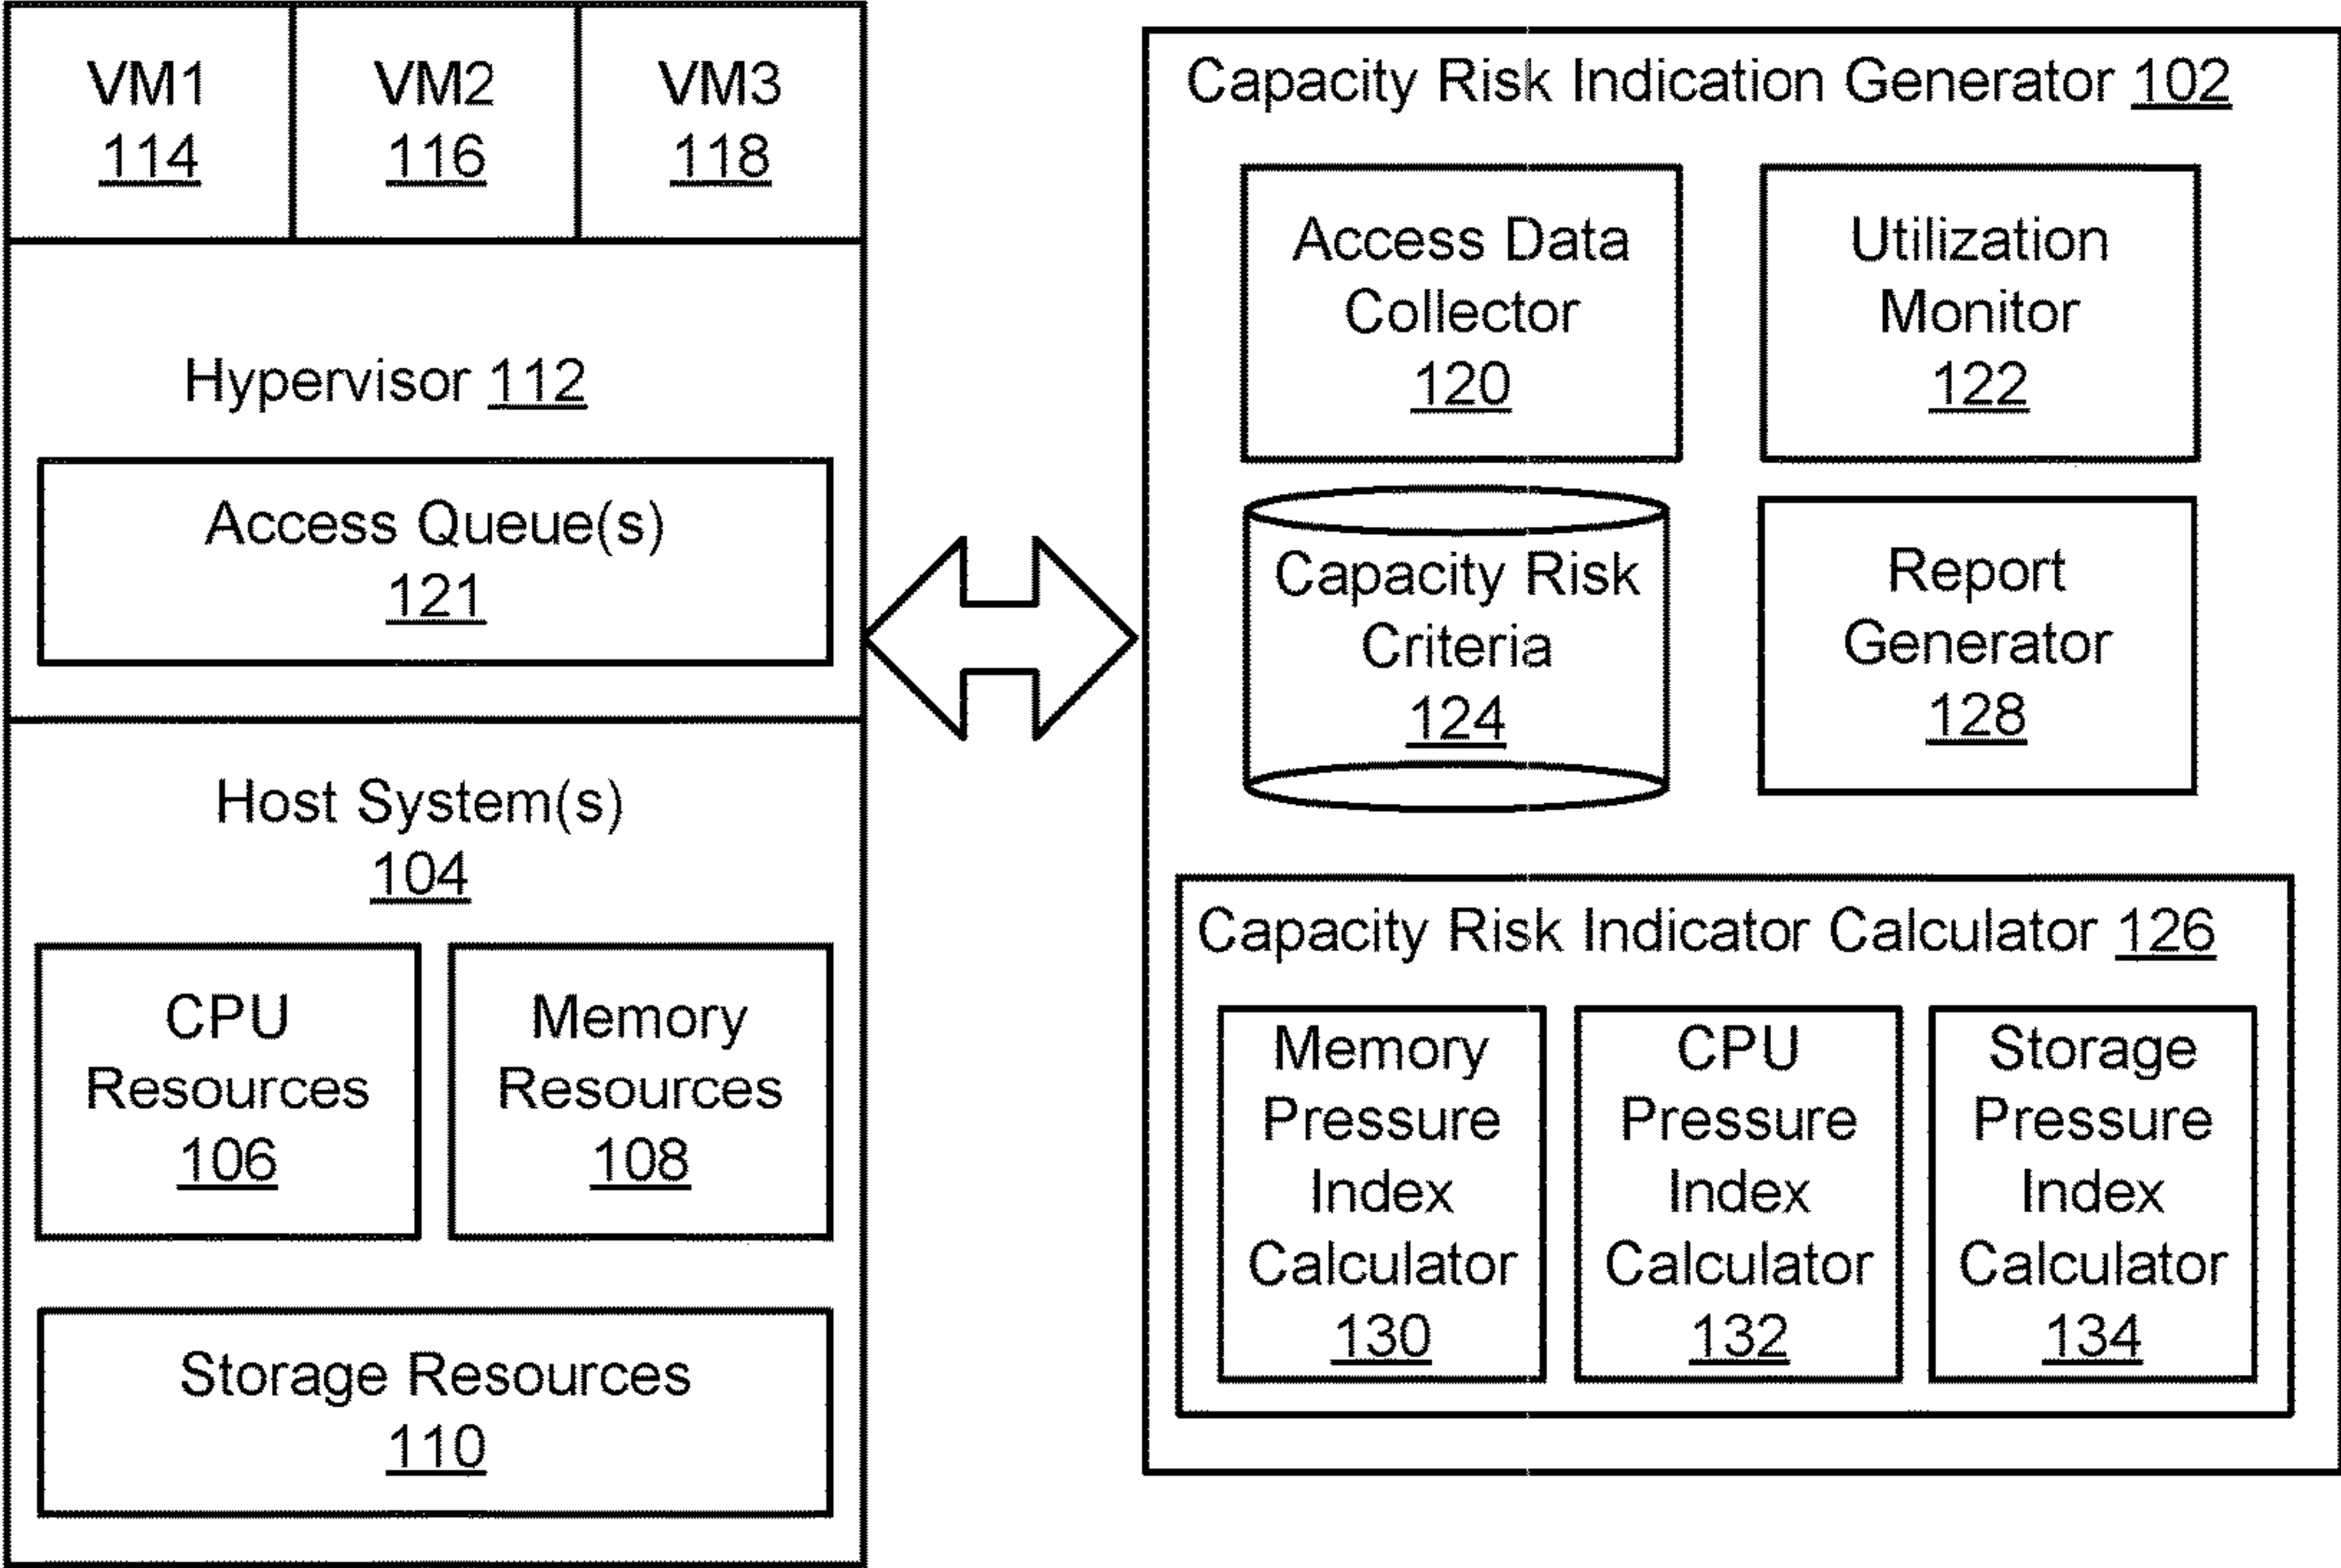 VM1
114
VM2
116
VM3
118
Hypervisor 112
Access Queue(s)
121
Host System(s)
104
CPU
Resources
106
Memory
Resources
108
Storage Resources
110
Capacity Risk Indication Generator 102
Access Data
Collector
120
Utilization
Monitor
122
Capacity Risk
Criteria
124
Report
Generator
128
Capacity Risk Indicator Calculator 126
Memory
Pressure
Index
Calculator
130
CPU
Pressure
Index
Calculator
132
Storage
Pressure
Index
Calculator
134